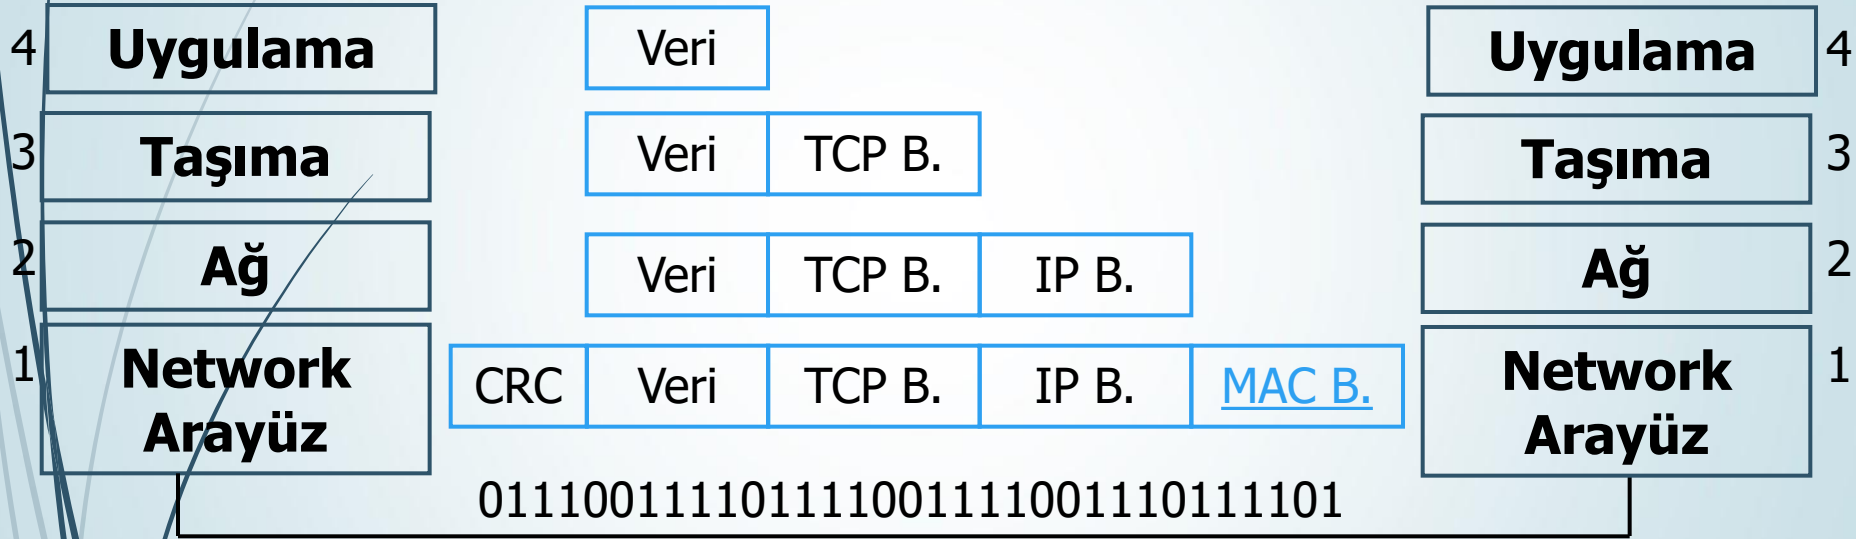 4 Uygulama Veri Uygulama 4
3 Taşıma Veri TCP B. Taşıma 3
2 Ağ Veri TCP B. IP B. Ağ 2
1 Network Arayüz CRC Veri TCP B. IP B. MAC B. Network Arayüz 1
011100111101111001111001110111101